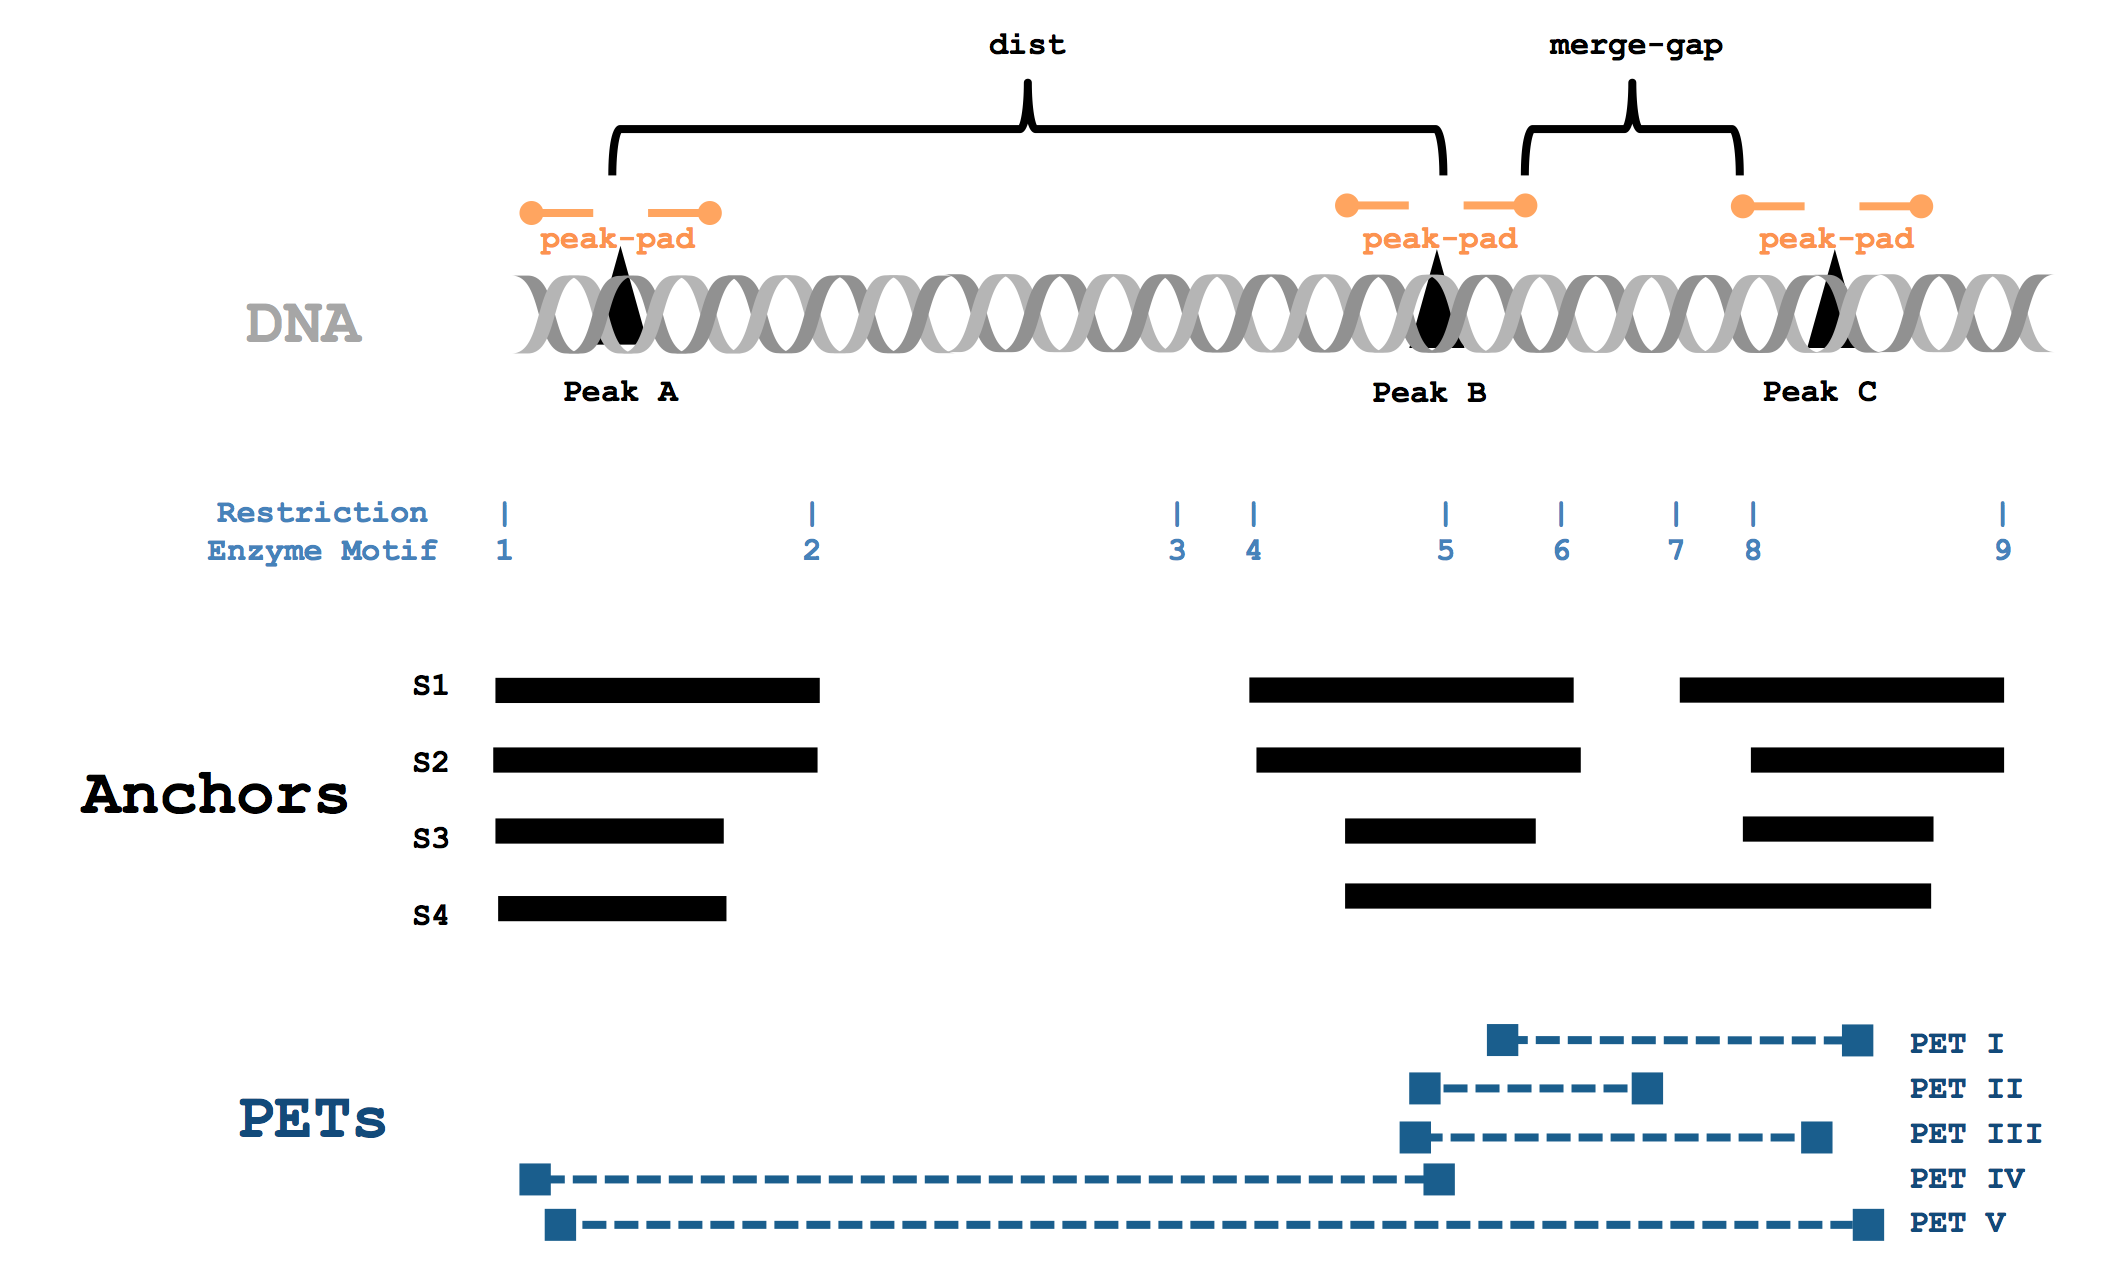 dist merge-gap
peak-pad peak-pad peak-pad
DNA
Peak A Peak B Peak C
Restriction
Enzyme Motif 1 2 3 4 5 6 7 8 9
S1
S2
Anchors
S3
S4
PET I
PET II
PETs
PET III
PET IV
PET V